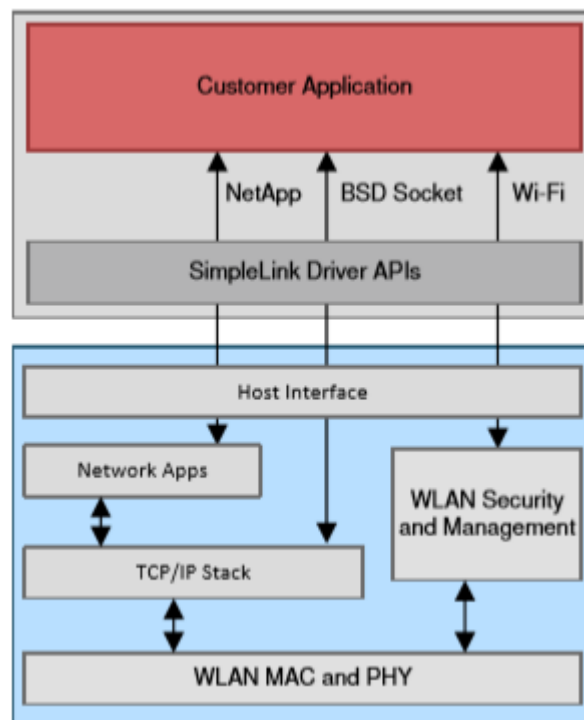 Customer Application
NetApp BSD Socket Wi-Fi
SimpleLink Driver APIs
Host Interface
Network Apps
WLAN Security
and Management
TCP/IP Stack
WLAN MAC and PHY